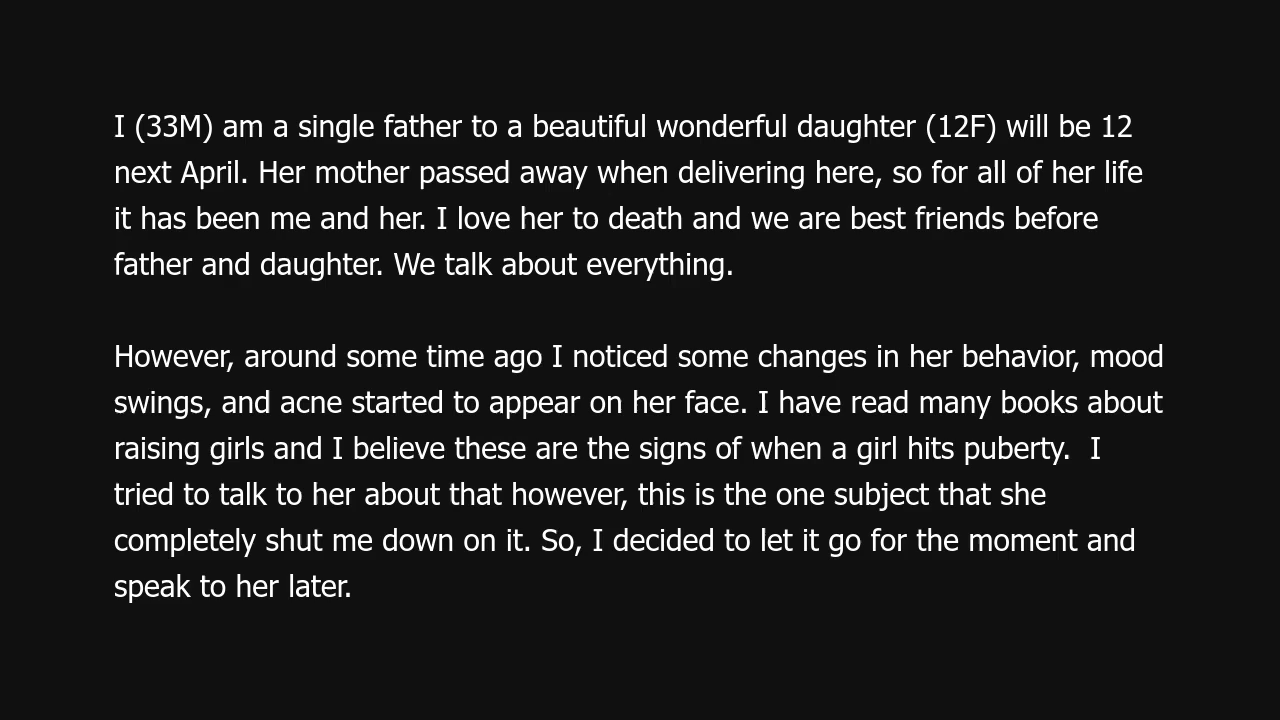 I (33M) am a single father to a beautiful wonderful daughter (12F) will be 12
next April. Her mother passed away when delivering here, so for all of her life
it has been me and her. I love her to death and we are best friends before
father and daughter. We talk about everything.
However, around some time ago I noticed some changes in her behavior, mood
swings, and acne started to appear on her face. I have read many books about
raising girls and I believe these are the signs of when a girl hits puberty.  I
tried to talk to her about that however, this is the one subject that she
completely shut me down on it. So, I decided to let it go for the moment and
speak to her later.